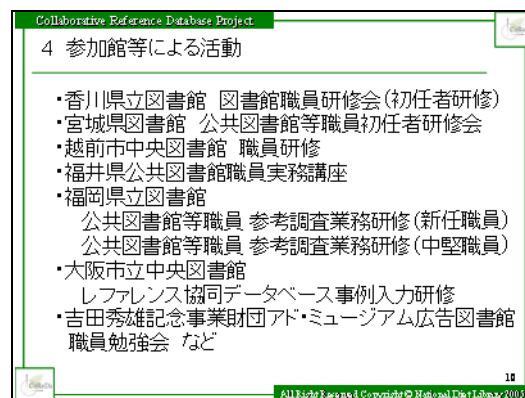 Collaborative Reference Database Project
4 参加館等による活動
・香川県立図書館 図書館職員研修会(初任者研修)
・宮城県図書館 公共図書館等職員初任者研修会
・越前市中央図書館 職員研修
・福井県公共図書館職員実務講座
・福岡県立図書館
公共図書館等職員 参考調査業務研修(新任職員)
公共図書館等職員 参考調査業務研修(中堅職員)
・大阪市立中央図書館
レファレンス協同データベース事例入力研修
・吉田秀雄記念事業財団アド・ミュージアム広告図書館
職員勉強会 など
18
All Right Reserved Copyright© National Diet Library